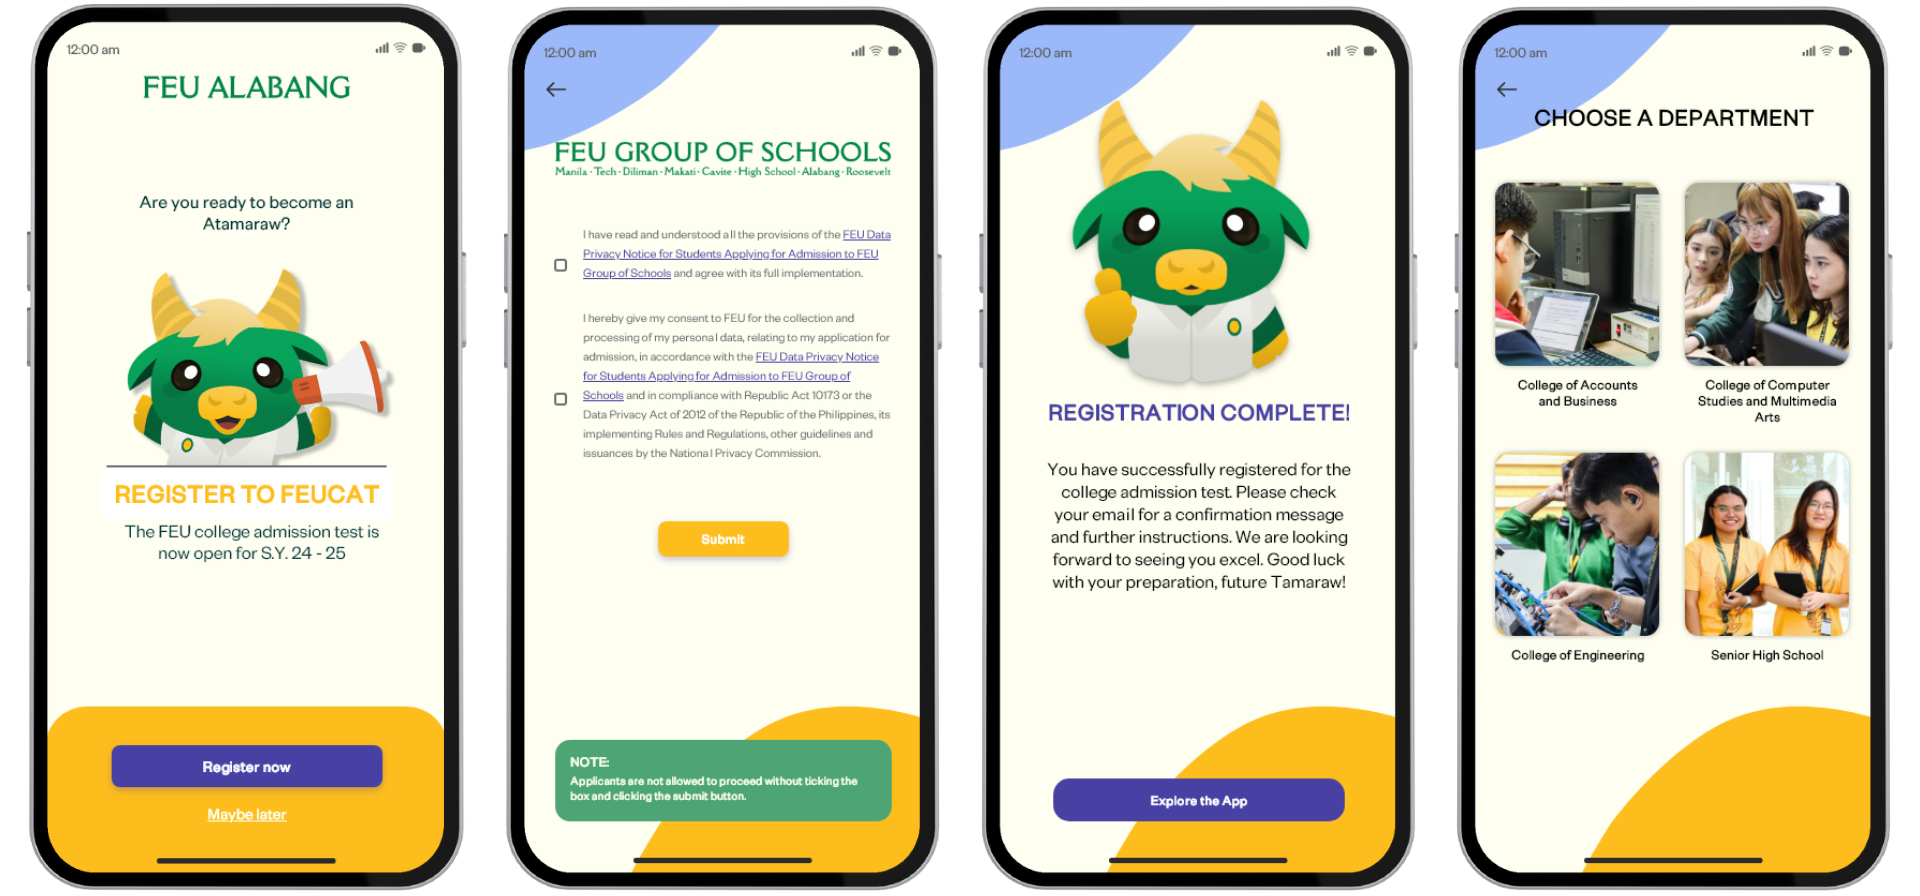 12:00 am
FEU ALABANG
Are you ready to become an
Atamaraw?
REGISTER TO FEUCAT
The FEU college admission test is
now open for S.Y. 24 - 25
Register now
Maybe later
12:00 am
FEU GROUP OF SCHOOLS
Manila · Tech · Diliman · Makati · Cavite · High School · Alabang · Roosevelt
I have read and understood all the provisions of the FEU Data
Privacy Notice for Students Applying for Admission to FEU
Group of Schools and agree with its full implementation.
I hereby give my consent to FEU for the collection and
processing of my personal data, relating to my application for
admission, in accordance with the FEU Data Privacy Notice
for Students Applying for Admission to FEU Group of
Schools and in compliance with Republic Act 10173 or the
Data Privacy Act of 2012 of the Republic of the Philippines, its
implementing Rules and Regulations, other guidelines and
issuances by the National Privacy Commission.
Submit
NOTE:
Applicants are not allowed to proceed without ticking the
box and clicking the submit button.
12:00 am
REGISTRATION COMPLETE!
You have successfully registered for the
college admission test. Please check
your email for a confirmation message
and further instructions. We are looking
forward to seeing you excel. Good luck
with your preparation, future Tamaraw!
Explore the App
12:00 am
CHOOSE A DEPARTMENT
College of Accounts
and Business
College of Computer
Studies and Multimedia
Arts
College of Engineering
Senior High School